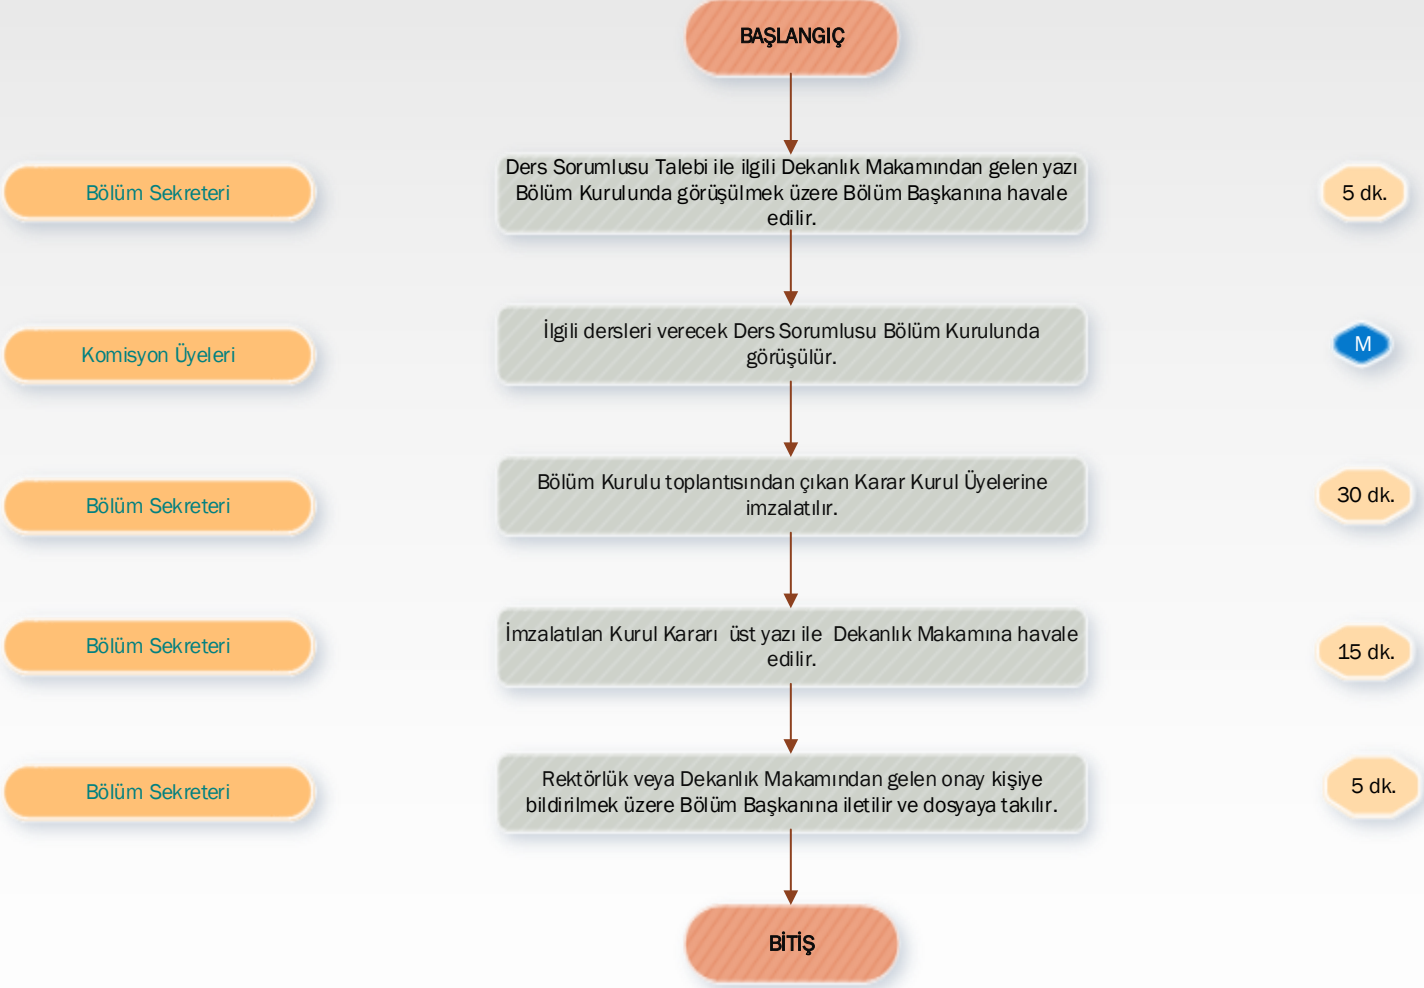 BAŞLANGIÇ
Bölüm Sekreteri
Ders Sorumlusu Talebi ile ilgili Dekanlık Makamından gelen yazı
Bölüm Kurulunda görüşülmek üzere Bölüm Başkanına havale
edilir.
5 dk.
Komisyon Üyeleri
İlgili dersleri verecek Ders Sorumlusu Bölüm Kurulunda
görüşülür.
M
Bölüm Sekreteri
Bölüm Kurulu toplantısından çıkan Karar Kurul Üyelerine
imzalatılır.
30 dk.
Bölüm Sekreteri
İmzalatılan Kurul Kararı  üst yazı ile  Dekanlık Makamına havale
edilir.
15 dk.
Bölüm Sekreteri
Rektörlük veya Dekanlık Makamından gelen onay kişiye
bildirilmek üzere Bölüm Başkanına iletilir ve dosyaya takılır.
5 dk.
BİTİŞ